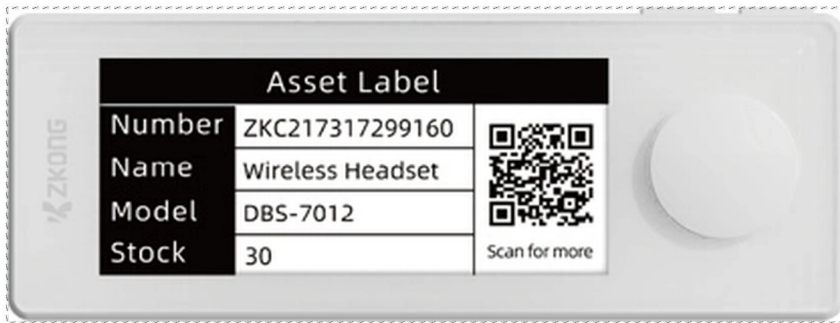 ZKONG
Asset Label
Number ZKC217317299160
Name Wireless Headset
Model DBS-7012
Stock 30
Scan for more